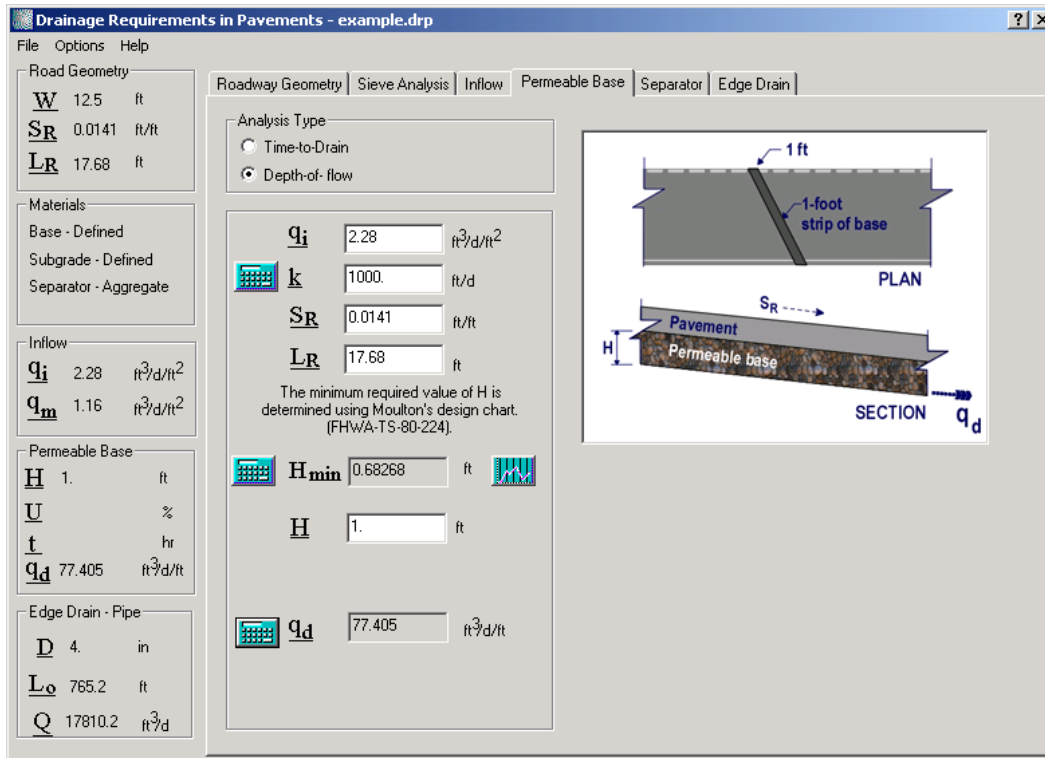 Drainage Requirements in Pavements - example.drp
File Options Help
Road Geometry
W 12.5 ft
SR 0.0141 ft/ft
LR 17.68 ft
Materials
Base - Defined
Subgrade - Defined
Separator - Aggregate
Inflow
qi 2.28 ft3/d/ft2
qm 1.16 ft3/d/ft2
Permeable Base
H 1. ft
U %
t hr
qd 77.405 ft3/d/ft
Edge Drain - Pipe
D 4. in
Lo 765.2 ft
Q 17810.2 ft3/d
Roadway Geometry Sieve Analysis Inflow Permeable Base Separator Edge Drain
Analysis Type
Time-to-Drain
Depth-of- flow
qi 2.28 ft3/d/ft2
k 1000. ft/d
SR 0.0141 ft/ft
LR 17.68 ft
The minimum required value of H is
determined using Moulton's design chart.
(FHWA-TS-80-224).
Hmin 0.68268 ft
H 1. ft
qd 77.405 ft3/d/ft
1 ft
1-foot
strip of base
PLAN
SR
Pavement
H
Permeable base
SECTION
qd